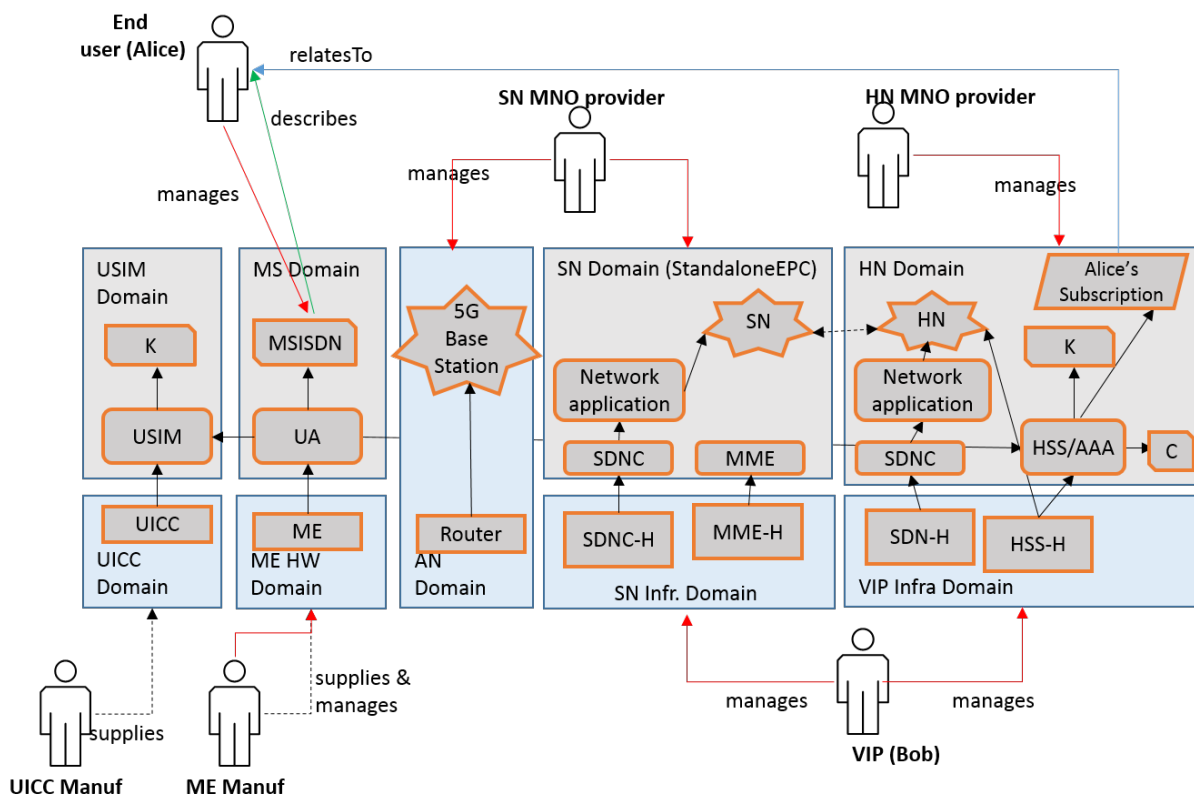 End
user (Alice)
relatesTo
SN MNO provider
HN MNO provider
describes
manages
manages
manages
USIM
Domain
MS Domain
SN Domain (StandaloneEPC)
HN Domain
Alice's
Subscription
5G
Base
Station
SN
HN
K
MSISDN
K
Network
application
Network
application
USIM
UA
SDNC
MME
SDNC
HSS/AAA
C
UICC
ME
Router
SDNC-H
MME-H
SDN-H
HSS-H
UICC
Domain
ME HW
Domain
AN
Domain
SN Infr. Domain
VIP Infra Domain
supplies &
manages
manages
manages
supplies
UICC Manuf
ME Manuf
VIP (Bob)